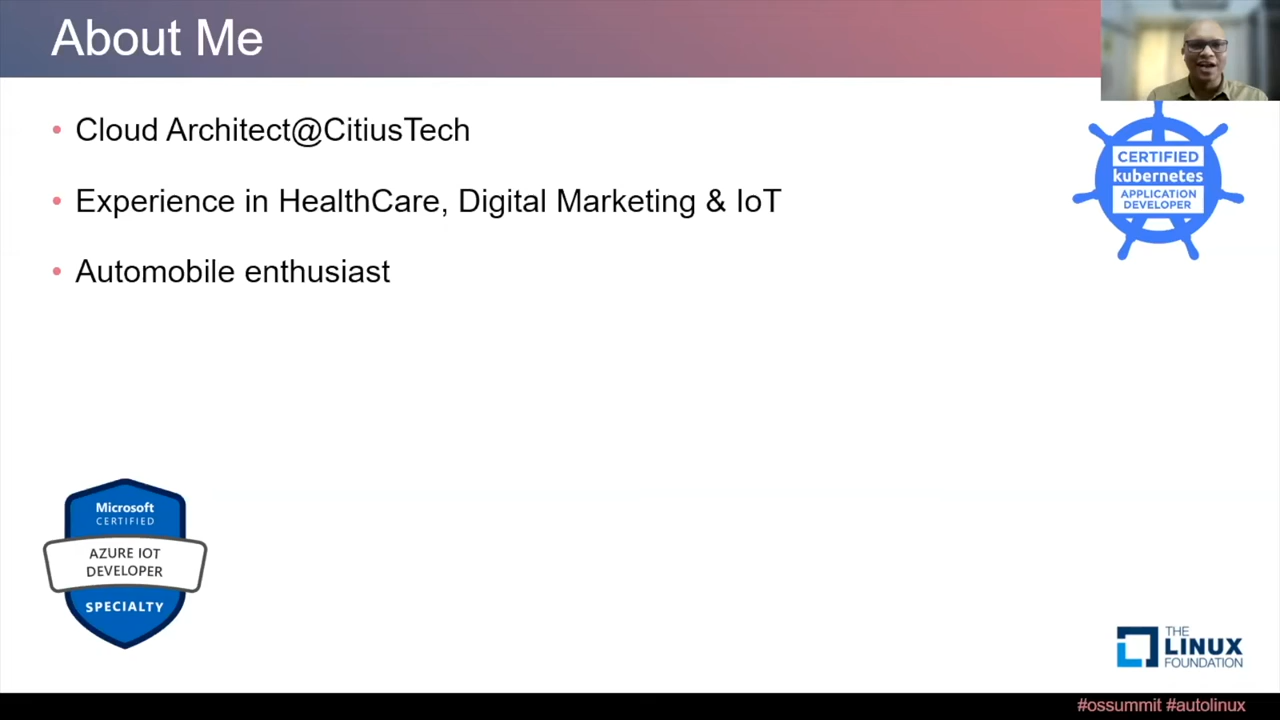 About Me
• Cloud Architect@CitiusTech
• Experience in HealthCare, Digital Marketing & IoT
• Automobile enthusiast
CERTIFIED
kubernetes
APPLICATION
DEVELOPER
Microsoft
CERTIFIED
AZURE IOT
DEVELOPER
SPECIALTY
THE
LINUX
FOUNDATION
#ossummit #autolinux